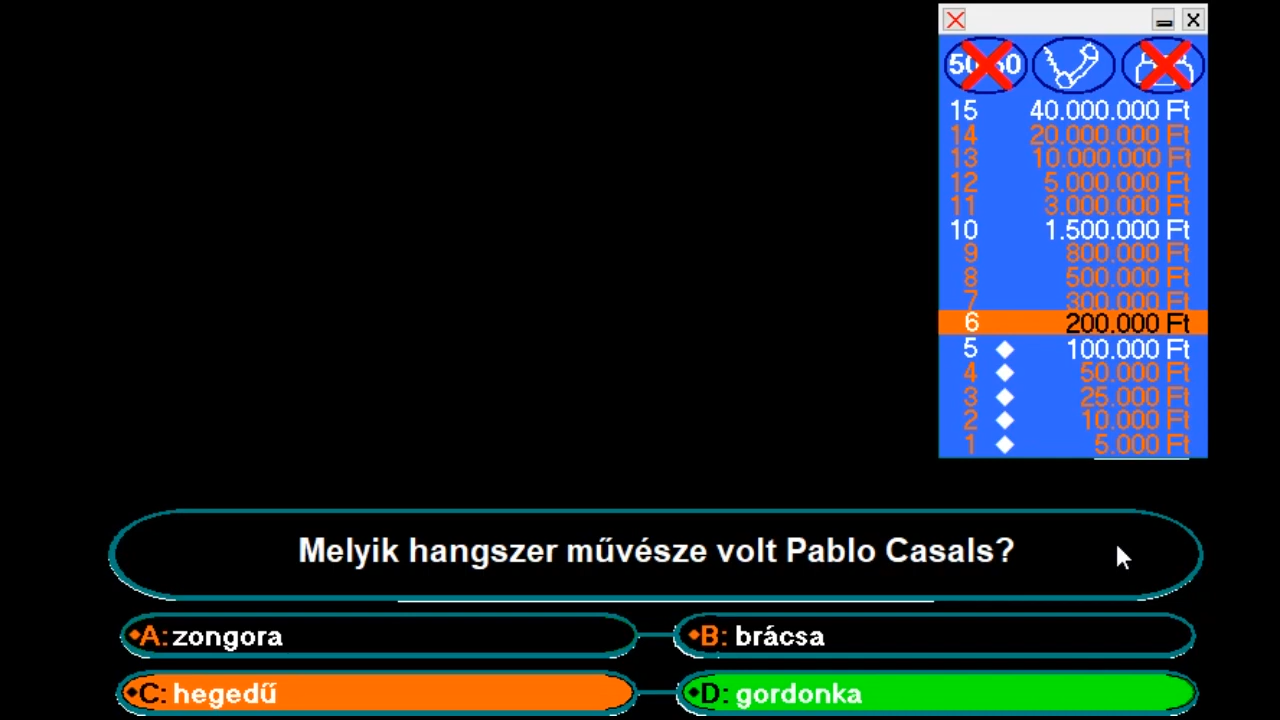 50:50
15 40.000.000 Ft
14 20.000.000 Ft
13 10.000.000 Ft
12 5.000.000 Ft
11 3.000.000 Ft
10 1.500.000 Ft
9 800.000 Ft
8 500.000 Ft
7 300.000 Ft
6 200.000 Ft
5 100.000 Ft
4 50.000 Ft
3 25.000 Ft
2 10.000 Ft
1 5.000 Ft
Melyik hangszer művésze volt Pablo Casals?
A: zongora
B: brácsa
C: hegedű
D: gordonka